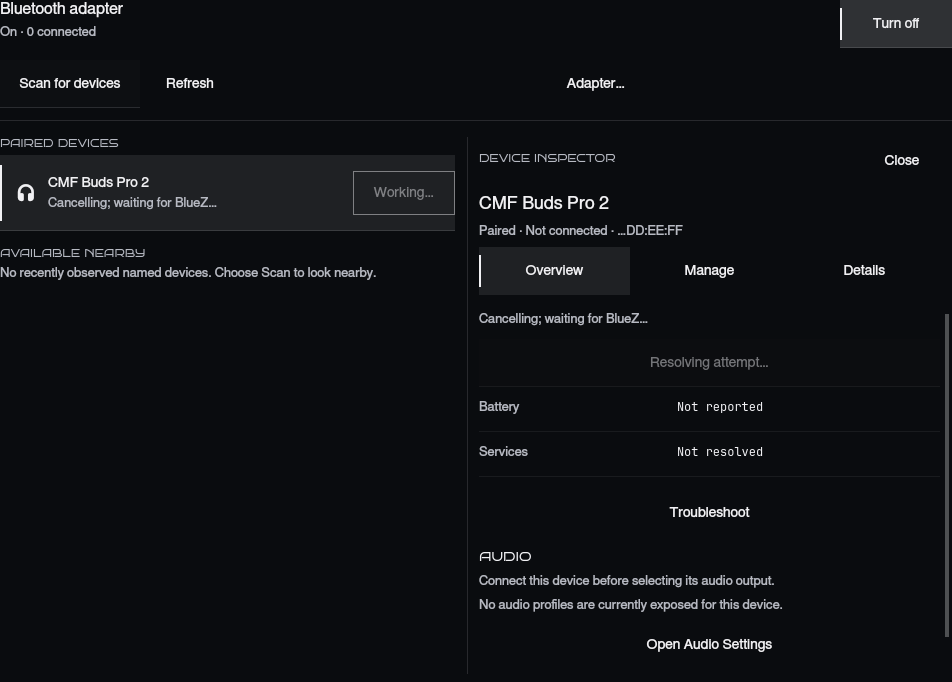 Bluetooth adapter
On · 0 connected
Turn off
Scan for devices
Refresh
Adapter...
PAIRED DEVICES
CMF Buds Pro 2
Cancelling; waiting for BlueZ...
Working...
AVAILABLE NEARBY
No recently observed named devices. Choose Scan to look nearby.
DEVICE INSPECTOR
Close
CMF Buds Pro 2
Paired · Not connected · ...DD:EE:FF
Overview
Manage
Details
Cancelling; waiting for BlueZ...
Resolving attempt...
Battery
Not reported
Services
Not resolved
Troubleshoot
AUDIO
Connect this device before selecting its audio output.
No audio profiles are currently exposed for this device.
Open Audio Settings